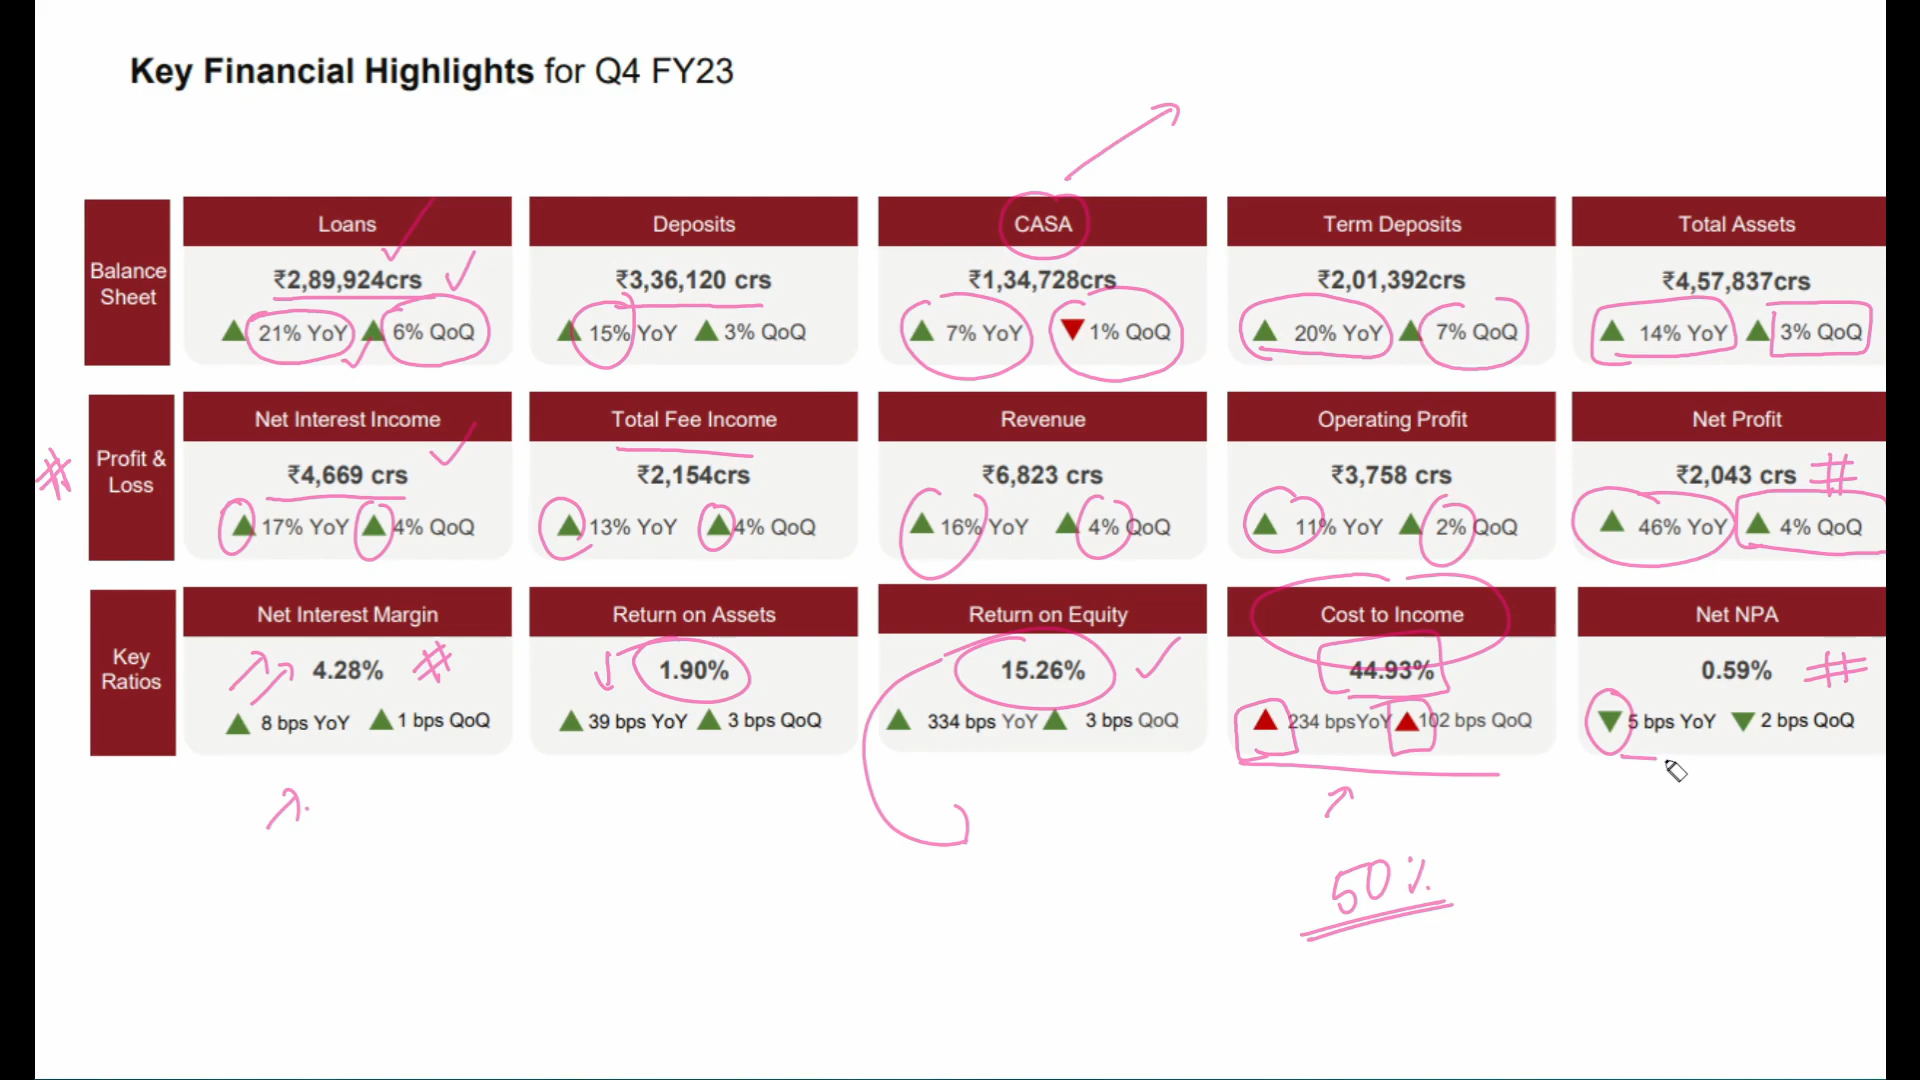 Key Financial Highlights for Q4 FY23
Balance Sheet
Loans
₹2,89,924crs
21% YoY 6% QoQ
Deposits
₹3,36,120 crs
15% YoY 3% QoQ
CASA
₹1,34,728crs
7% YoY 1% QoQ
Term Deposits
₹2,01,392crs
20% YoY 7% QoQ
Total Assets
₹4,57,837crs
14% YoY 3% QoQ
#
Profit & Loss
Net Interest Income
₹4,669 crs
17% YoY 4% QoQ
Total Fee Income
₹2,154crs
13% YoY 4% QoQ
Revenue
₹6,823 crs
16% YoY 4% QoQ
Operating Profit
₹3,758 crs
11% YoY 2% QoQ
Net Profit
₹2,043 crs #
46% YoY 4% QoQ
Key Ratios
Net Interest Margin
4.28% #
8 bps YoY 1 bps QoQ
Return on Assets
1.90%
39 bps YoY 3 bps QoQ
Return on Equity
15.26%
334 bps YoY 3 bps QoQ
Cost to Income
44.93%
234 bpsYoY 102 bps QoQ
Net NPA
0.59% #
5 bps YoY 2 bps QoQ
50%